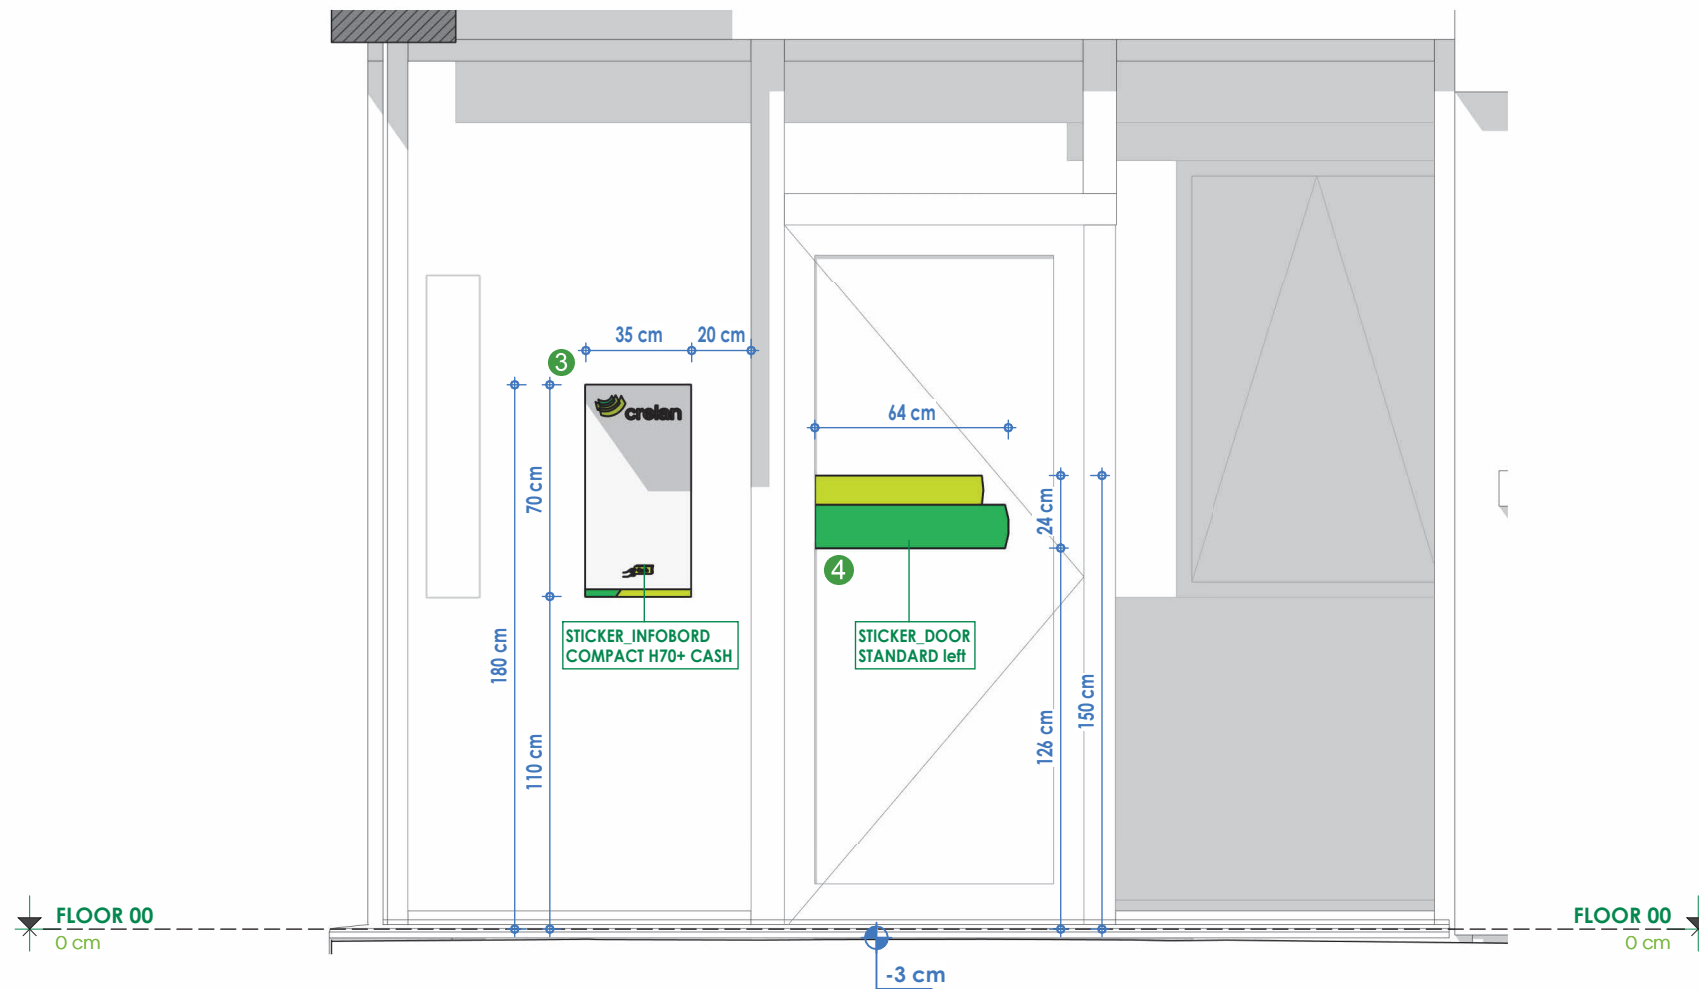 35 cm
20 cm
3
crelan
64 cm
70 cm
24 cm
4
STICKER_INFOBORD
COMPACT H70+ CASH
STICKER_DOOR
STANDARD left
180 cm
150 cm
126 cm
110 cm
FLOOR 00
0 cm
FLOOR 00
0 cm
-3 cm